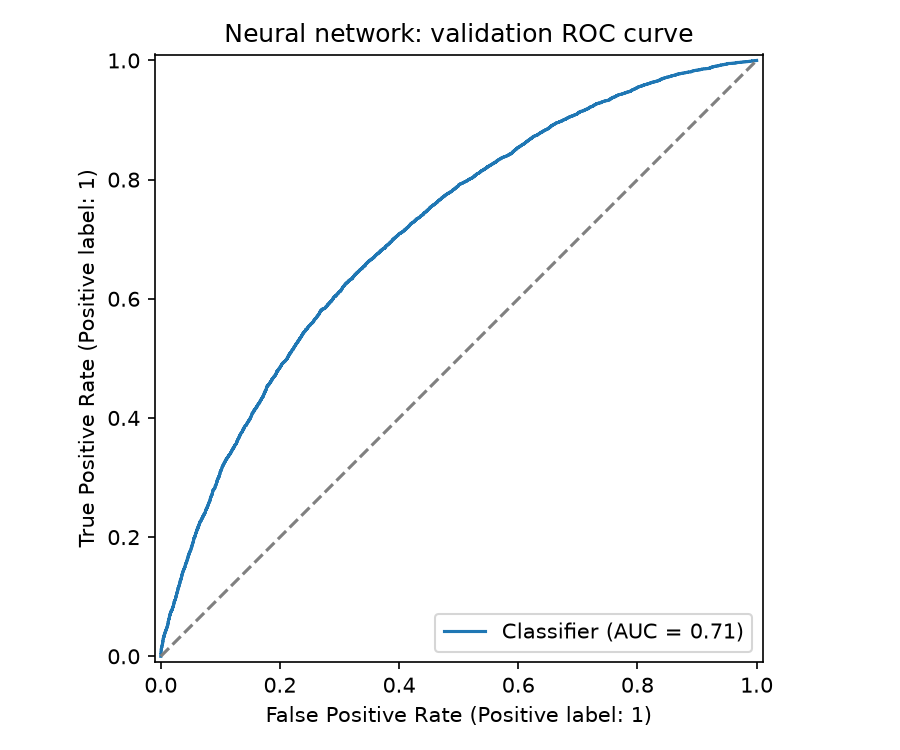 Neural network: validation ROC curve
True Positive Rate (Positive label: 1)
1.0
0.8
0.6
0.4
0.2
0.0
Classifier (AUC = 0.71)
0.0 0.2 0.4 0.6 0.8 1.0
False Positive Rate (Positive label: 1)